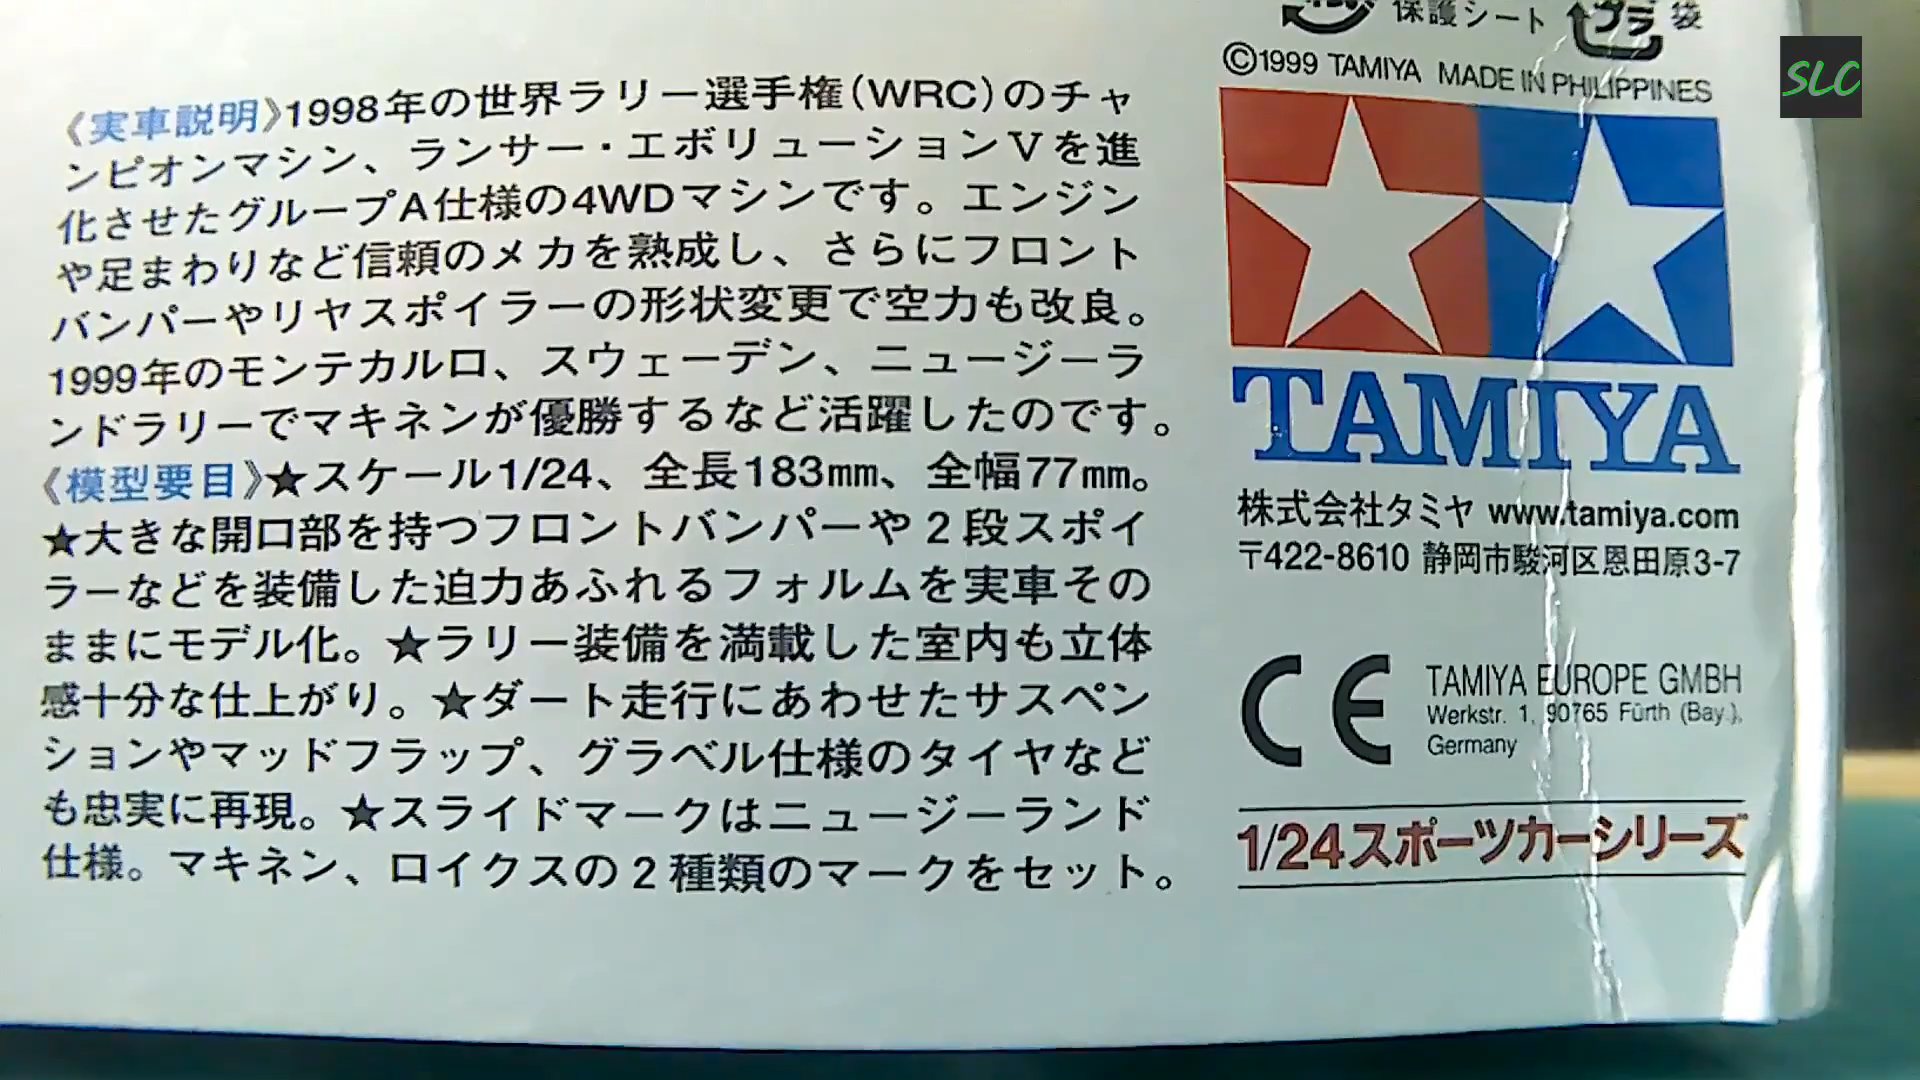 《実車説明》1998年の世界ラリー選手権(WRC)のチャ
ンピオンマシン、ランサー・エボリューションVを進
化させたグループA仕様の4WDマシンです。エンジン
や足まわりなど信頼のメカを熟成し、さらにフロント
バンパーやリヤスポイラーの形状変更で空力も改良。
1999年のモンテカルロ、スウェーデン、ニュージーラ
ンドラリーでマキネンが優勝するなど活躍したのです。
《模型要目》★スケール1/24、全長183mm、全幅77mm。
★大きな開口部を持つフロントバンパーや2段スポイ
ラーなどを装備した迫力あふれるフォルムを実車その
ままにモデル化。★ラリー装備を満載した室内も立体
感十分な仕上がり。★ダート走行にあわせたサスペン
ションやマッドフラップ、グラベル仕様のタイヤなど
も忠実に再現。★スライドマークはニュージーランド
仕様。マキネン、ロイクスの2種類のマークをセット。
保護シート プラ 袋
©1999 TAMIYA MADE IN PHILIPPINES
TAMIYA
株式会社タミヤ www.tamiya.com
〒422-8610 静岡市駿河区恩田原3-7
CE
TAMIYA EUROPE GMBH
Werkstr. 1, 90765 Fürth (Bay.),
Germany
1/24スポーツカーシリーズ
SLC